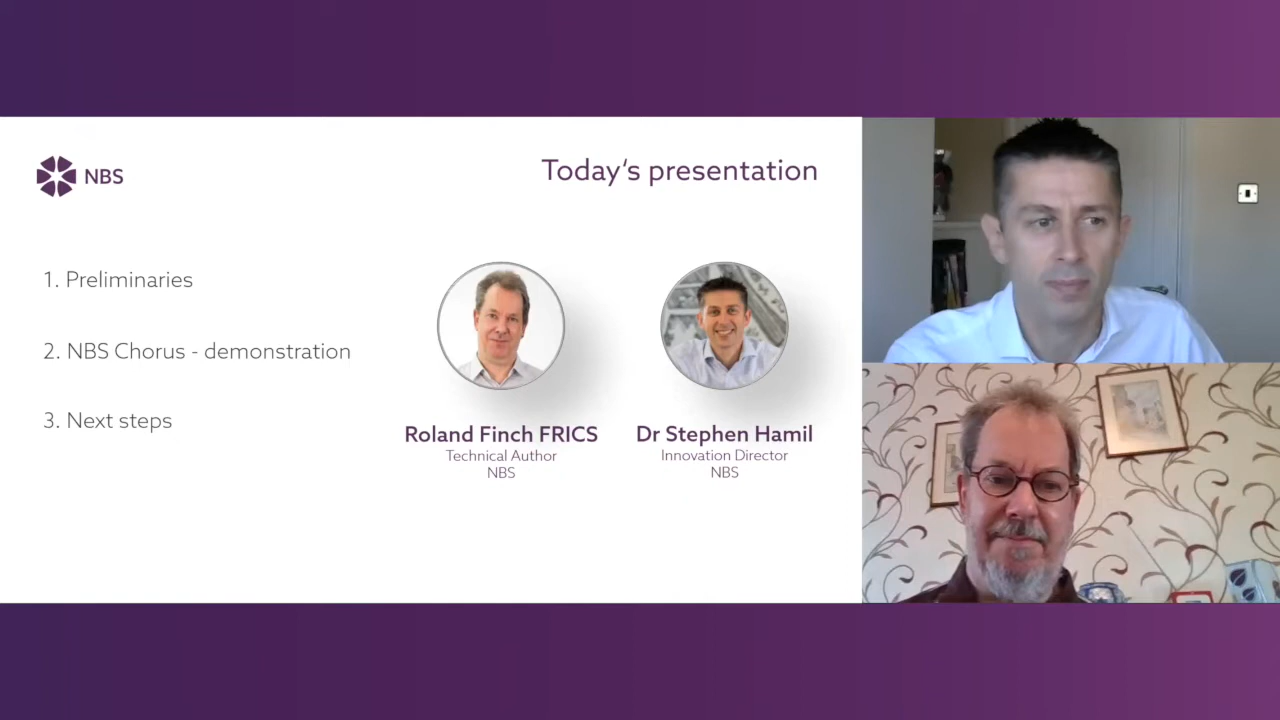 NBS
Today's presentation
1. Preliminaries
2. NBS Chorus - demonstration
3. Next steps
Roland Finch FRICS
Technical Author
NBS
Dr Stephen Hamil
Innovation Director
NBS